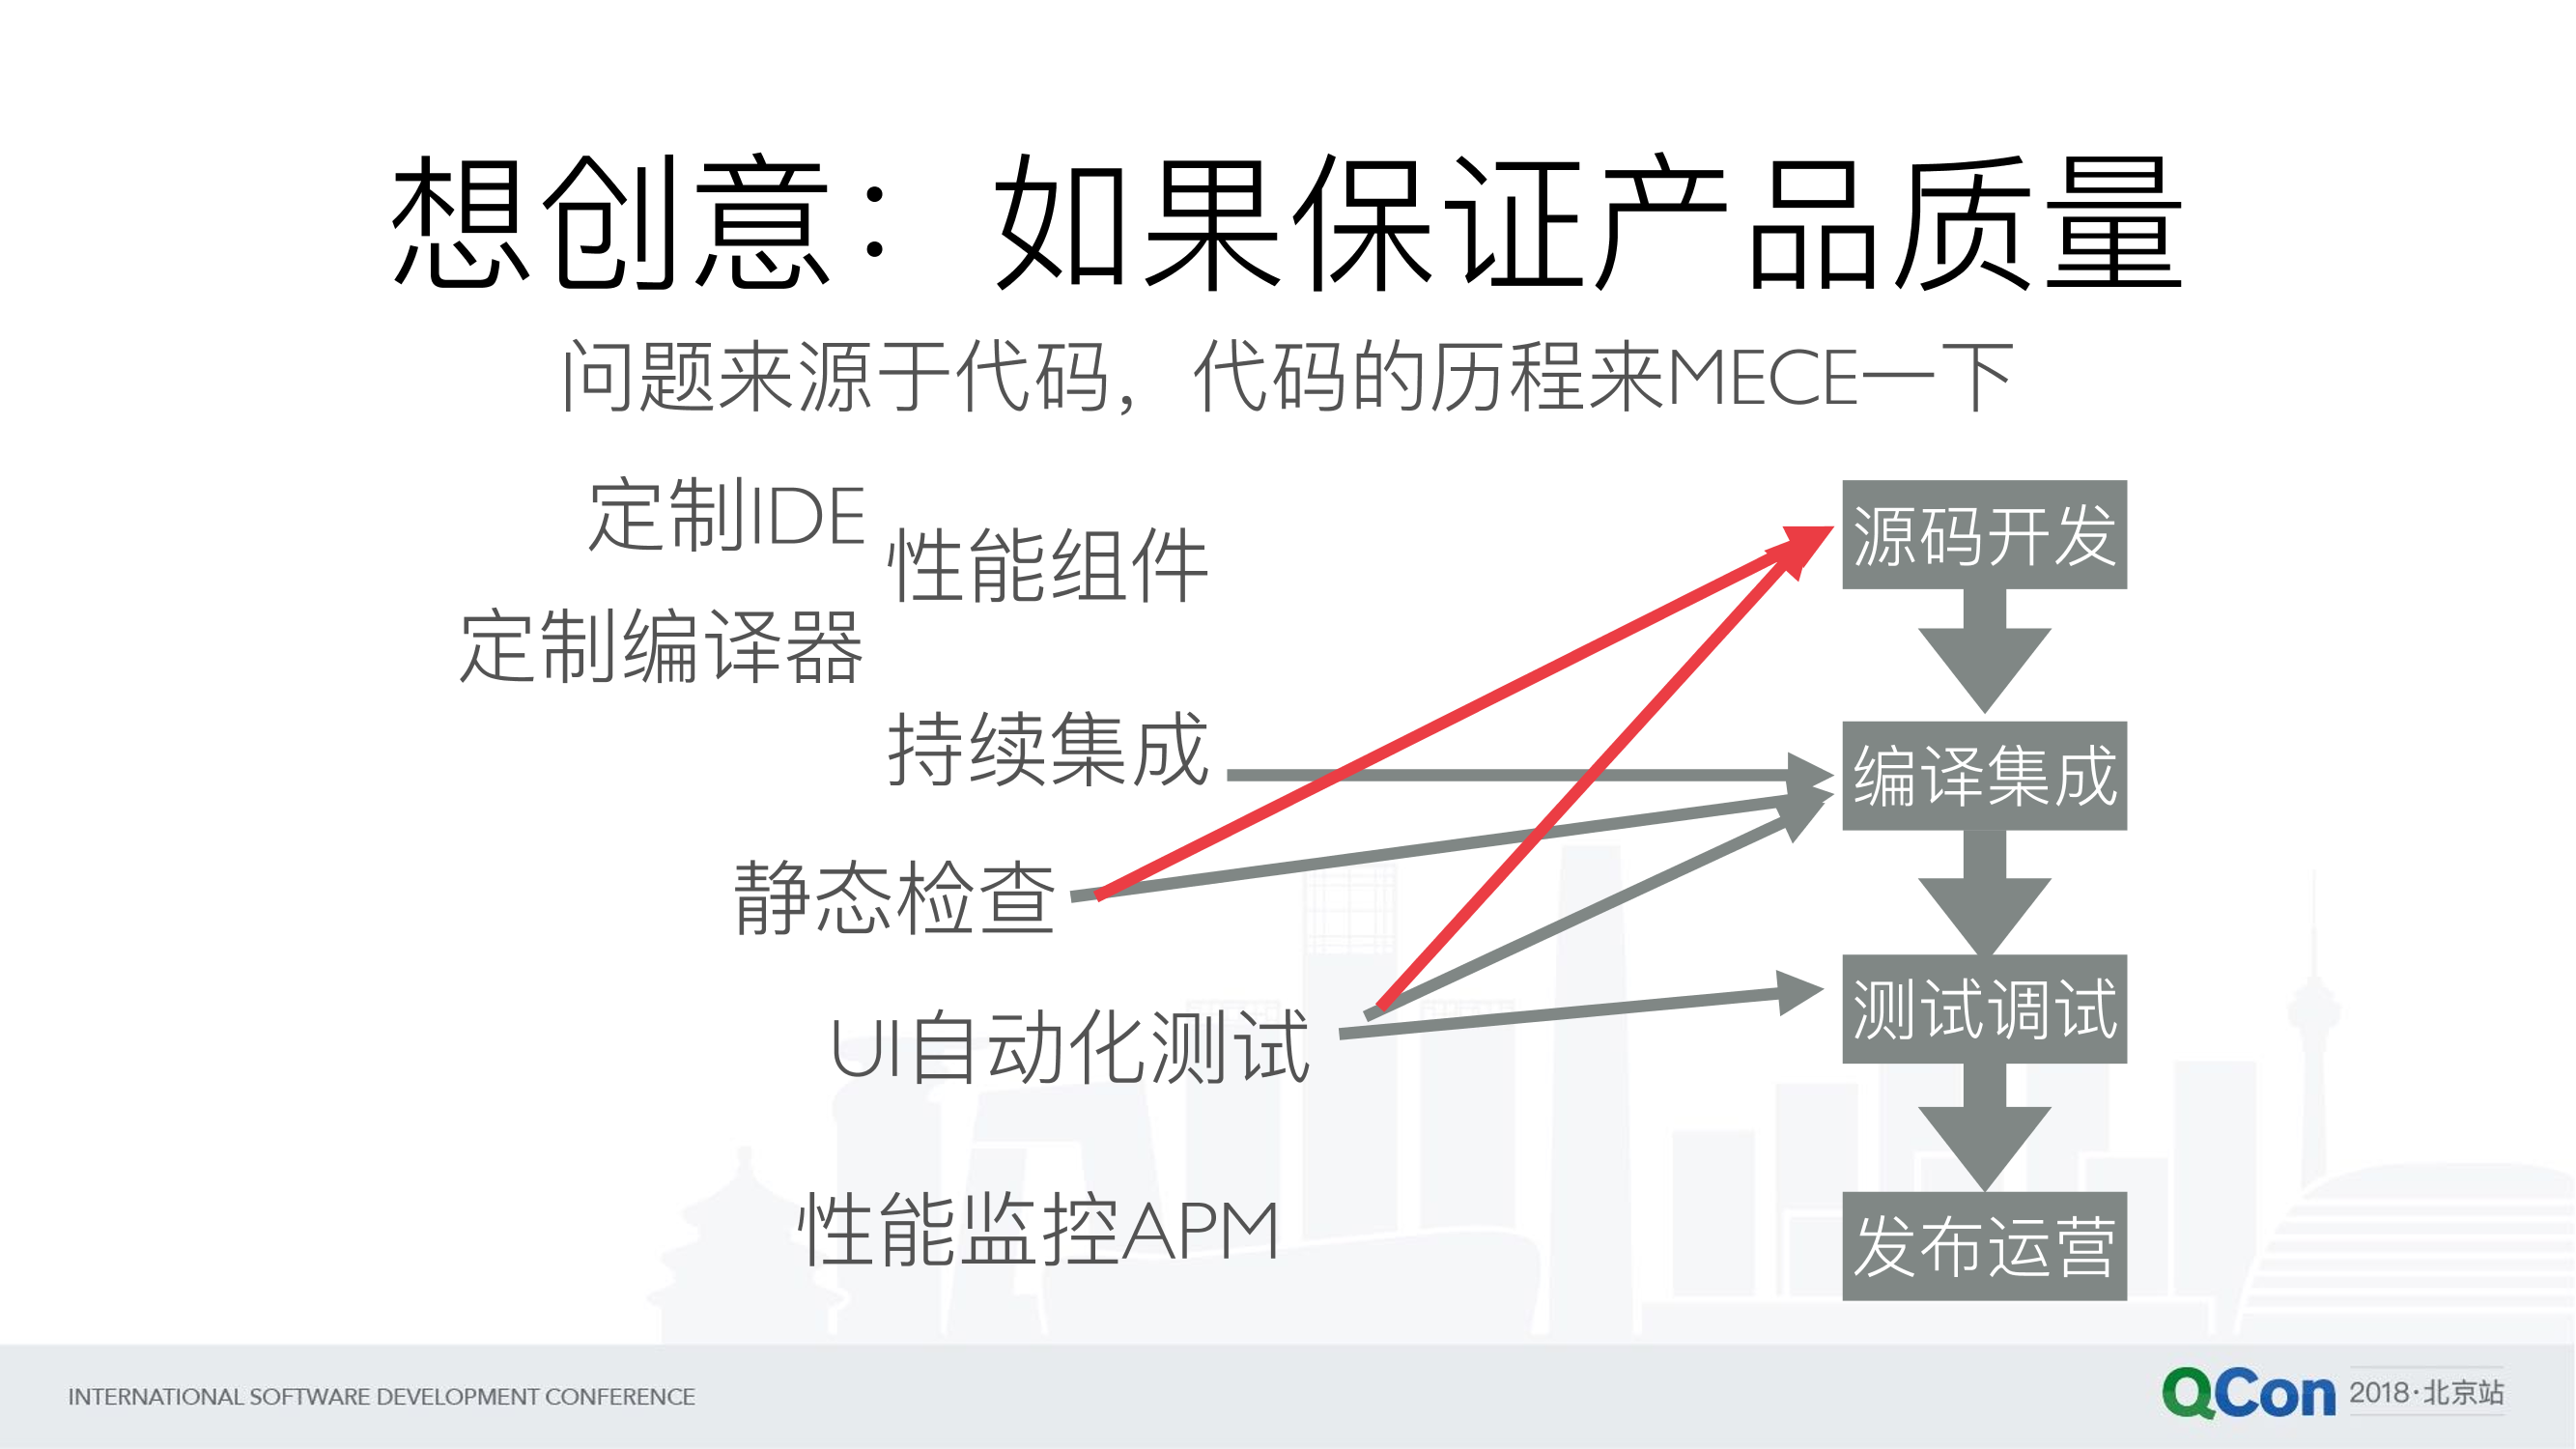 想创意：如果保证产品质量
问题来源于代码，代码的历程来MECE一下
定制IDE
性能组件
定制编译器
持续集成
静态检查
UI自动化测试
性能监控APM
源码开发
编译集成
测试调试
发布运营
INTERNATIONAL SOFTWARE DEVELOPMENT CONFERENCE
QCon 2018·北京站